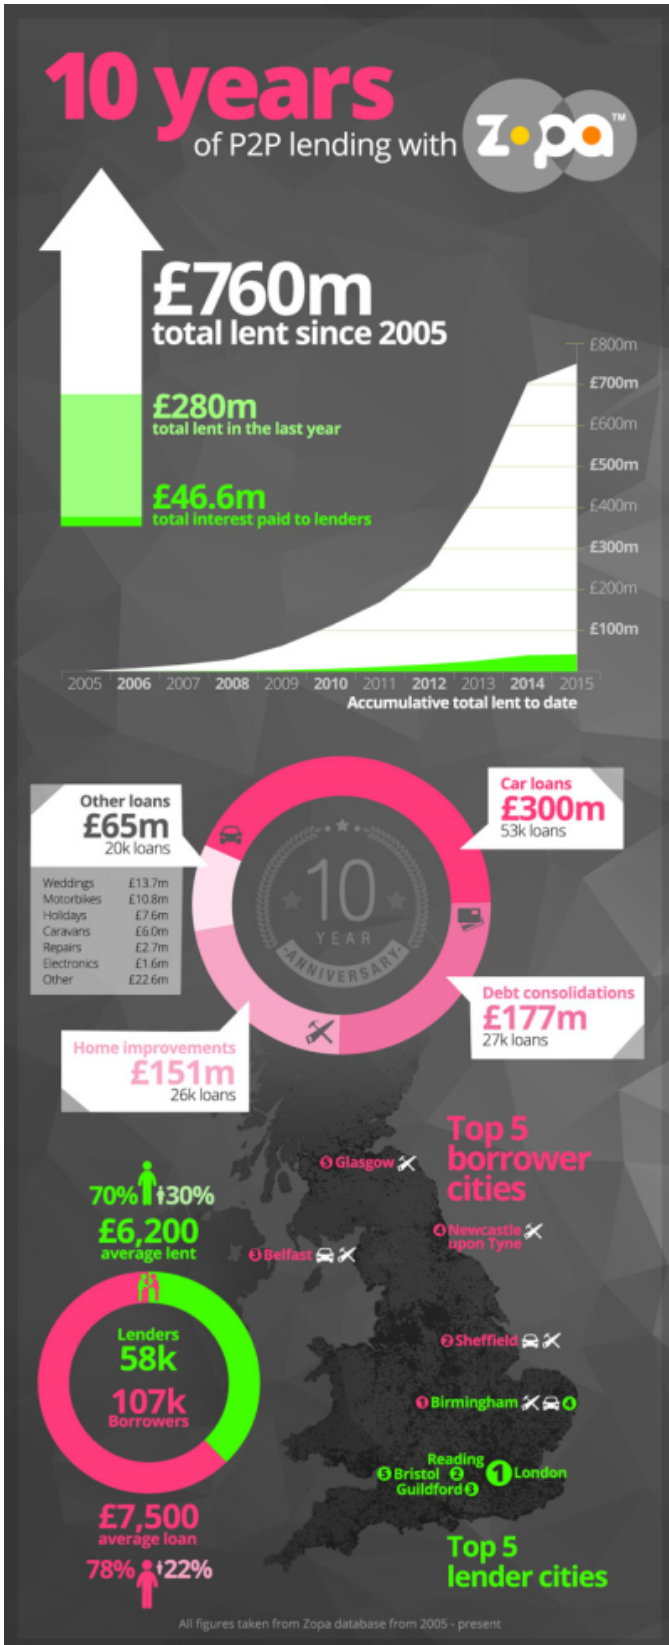 10 years
of P2P lending with
zopa™
£760m
total lent since 2005
£280m
total lent in the last year
£46.6m
total interest paid to lenders
£800m
£700m
£600m
£500m
£400m
£300m
£200m
£100m
2005 2006 2007 2008 2009 2010 2011 2012 2013 2014 2015
Accumulative total lent to date
Other loans
£65m
20k loans
Weddings £13.7m
Motorbikes £10.8m
Holidays £7.6m
Caravans £6.0m
Repairs £2.7m
Electronics £1.6m
Other £22.6m
Car loans
£300m
53k loans
10
YEAR
ANNIVERSARY
Debt consolidations
£177m
27k loans
Home improvements
£151m
26k loans
Top 5
borrower
cities
5 Glasgow
4 Newcastle
upon Tyne
3 Belfast
2 Sheffield
1 Birmingham 4
Reading
5 Bristol 2 1 London
Guildford 3
Top 5
lender cities
70% 30%
£6,200
average lent
Lenders
58k
107k
Borrowers
£7,500
average loan
78% 22%
All figures taken from Zopa database from 2005 - present